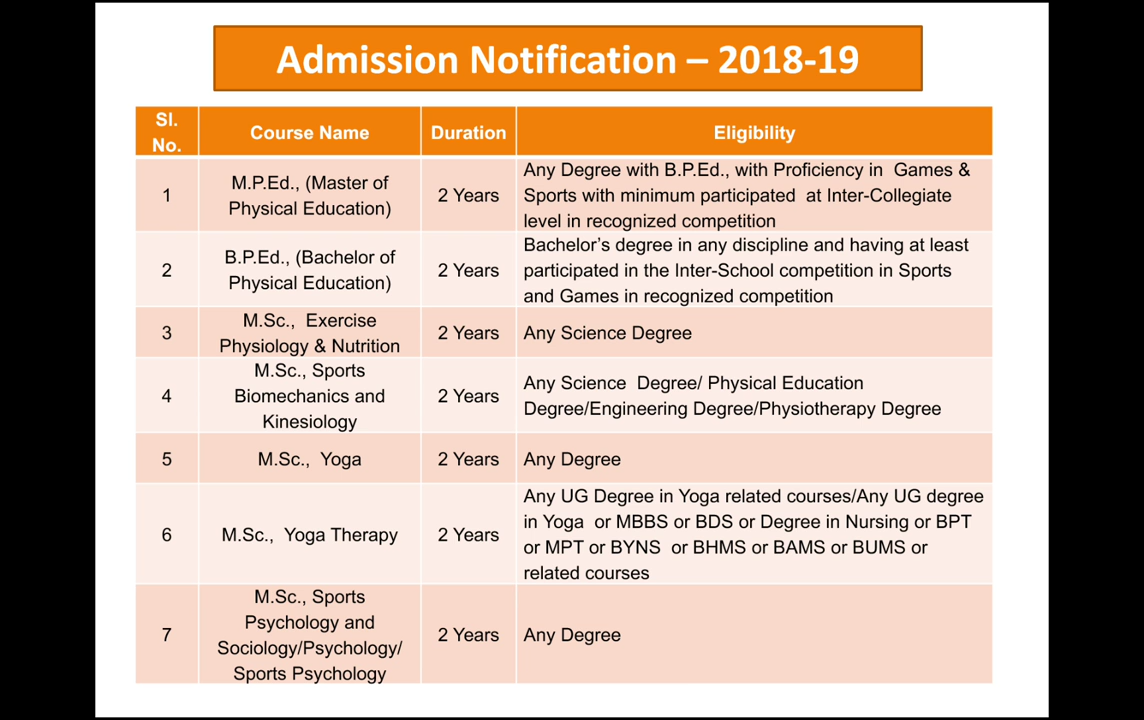 Admission Notification – 2018-19
Sl.
No.
Course Name
Duration
Eligibility
1
M.P.Ed., (Master of
Physical Education)
2 Years
Any Degree with B.P.Ed., with Proficiency in Games &
Sports with minimum participated at Inter-Collegiate
level in recognized competition
2
B.P.Ed., (Bachelor of
Physical Education)
2 Years
Bachelor’s degree in any discipline and having at least
participated in the Inter-School competition in Sports
and Games in recognized competition
3
M.Sc., Exercise
Physiology & Nutrition
2 Years
Any Science Degree
4
M.Sc., Sports
Biomechanics and
Kinesiology
2 Years
Any Science Degree/ Physical Education
Degree/Engineering Degree/Physiotherapy Degree
5
M.Sc., Yoga
2 Years
Any Degree
6
M.Sc., Yoga Therapy
2 Years
Any UG Degree in Yoga related courses/Any UG degree
in Yoga or MBBS or BDS or Degree in Nursing or BPT
or MPT or BYNS or BHMS or BAMS or BUMS or
related courses
7
M.Sc., Sports
Psychology and
Sociology/Psychology/
Sports Psychology
2 Years
Any Degree